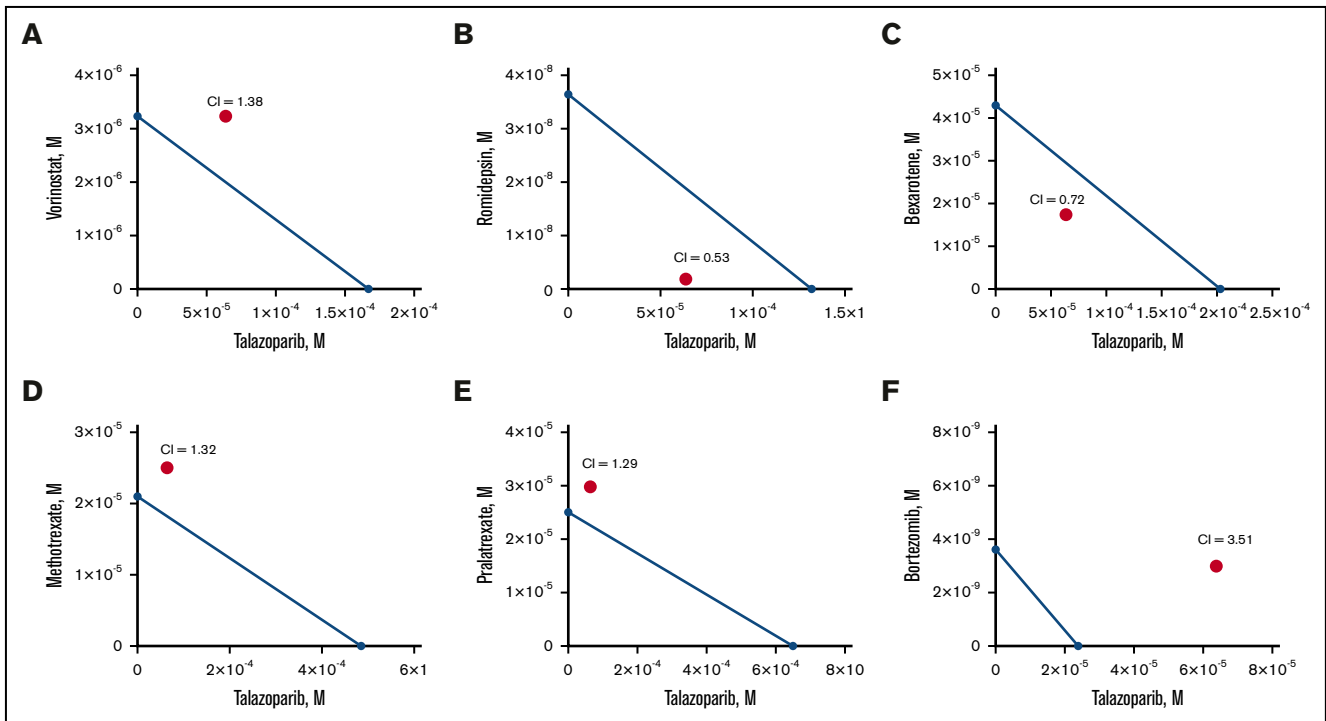 A
4×10⁻⁶
3×10⁻⁶
2×10⁻⁶
1×10⁻⁶
0
Vorinostat, M
CI = 1.38
0 5×10⁻⁵ 1×10⁻⁴ 1.5×10⁻⁴ 2×10⁻⁴
Talazoparib, M
B
4×10⁻⁸
3×10⁻⁸
2×10⁻⁸
1×10⁻⁸
0
Romidepsin, M
CI = 0.53
0 5×10⁻⁵ 1×10⁻⁴ 1.5×1
Talazoparib, M
C
5×10⁻⁵
4×10⁻⁵
3×10⁻⁵
2×10⁻⁵
1×10⁻⁵
0
Bexarotene, M
CI = 0.72
0 5×10⁻⁵ 1×10⁻⁴ 1.5×10⁻⁴ 2×10⁻⁴ 2.5×10⁻⁴
Talazoparib, M
D
3×10⁻⁵
2×10⁻⁵
1×10⁻⁵
0
Methotrexate, M
CI = 1.32
0 2×10⁻⁴ 4×10⁻⁴ 6×1
Talazoparib, M
E
4×10⁻⁵
3×10⁻⁵
2×10⁻⁵
1×10⁻⁵
0
Pralatrexate, M
CI = 1.29
0 2×10⁻⁴ 4×10⁻⁴ 6×10⁻⁴ 8×10
Talazoparib, M
F
8×10⁻⁹
6×10⁻⁹
4×10⁻⁹
2×10⁻⁹
0
Bortezomib, M
CI = 3.51
0 2×10⁻⁵ 4×10⁻⁵ 6×10⁻⁵ 8×10⁻⁵
Talazoparib, M